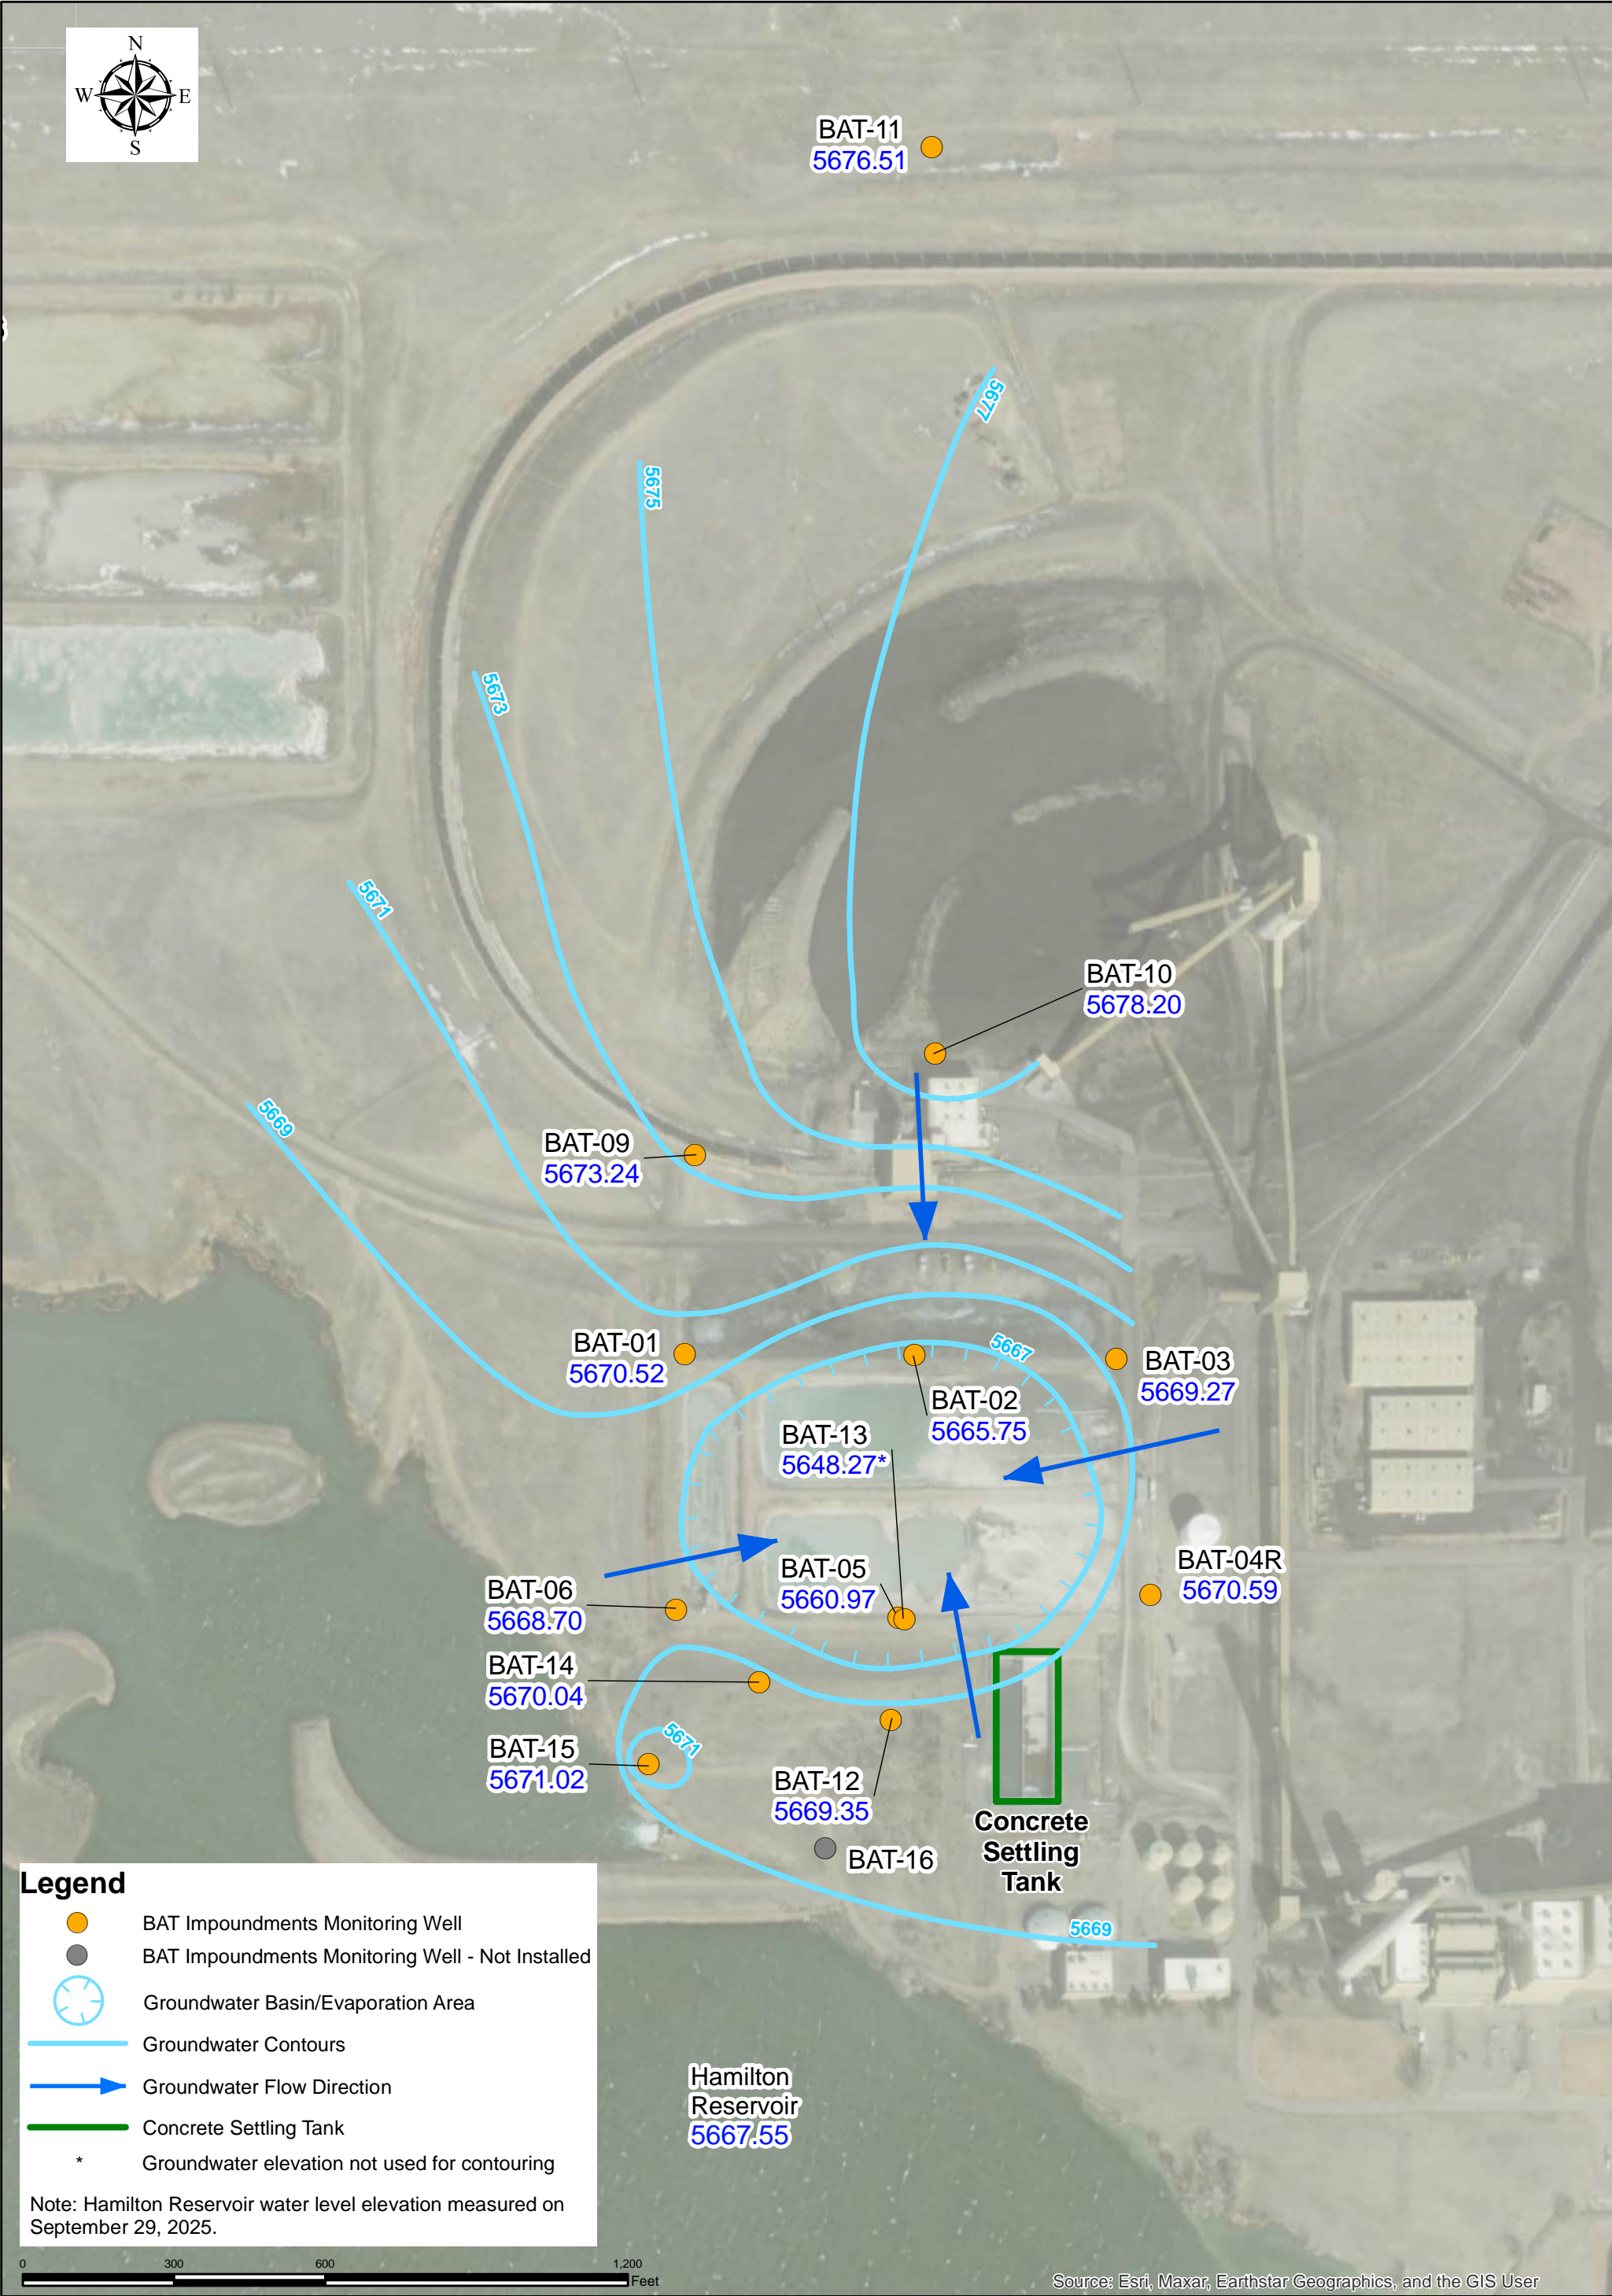 N
W E
S
BAT-11
5676.51
5677
5675
5673
5671
BAT-10
5678.20
5669
BAT-09
5673.24
BAT-01
5670.52
5667
BAT-03
5669.27
BAT-02
5665.75
BAT-13
5648.27*
BAT-05
5660.97
BAT-04R
5670.59
BAT-06
5668.70
BAT-14
5670.04
BAT-15
5671.02
5671
BAT-12
5669.35
Concrete
Settling
Tank
BAT-16
5669
Hamilton
Reservoir
5667.55
Legend
BAT Impoundments Monitoring Well
BAT Impoundments Monitoring Well - Not Installed
Groundwater Basin/Evaporation Area
Groundwater Contours
Groundwater Flow Direction
Concrete Settling Tank
* Groundwater elevation not used for contouring
Note: Hamilton Reservoir water level elevation measured on
September 29, 2025.
0 300 600 1,200
Feet
Source: Esri, Maxar, Earthstar Geographics, and the GIS User